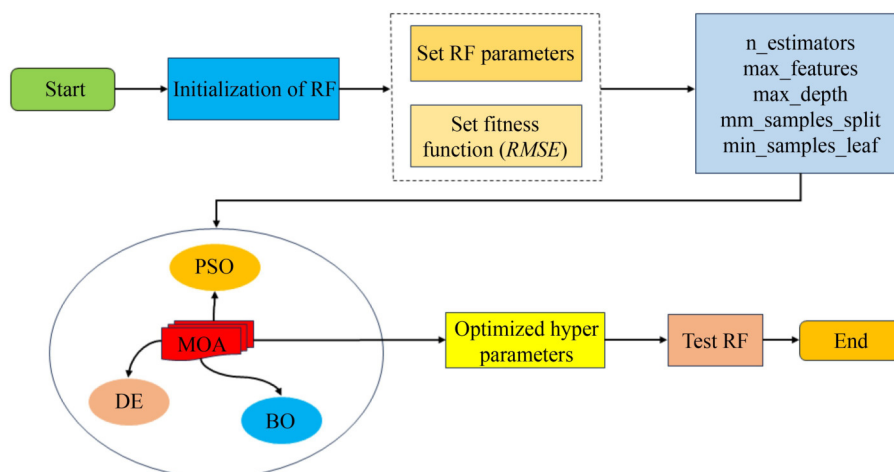 Start
Initialization of RF
Set RF parameters
Set fitness
function (RMSE)
n_estimators
max_features
max_depth
mm_samples_split
min_samples_leaf
PSO
MOA
DE
BO
Optimized hyper
parameters
Test RF
End